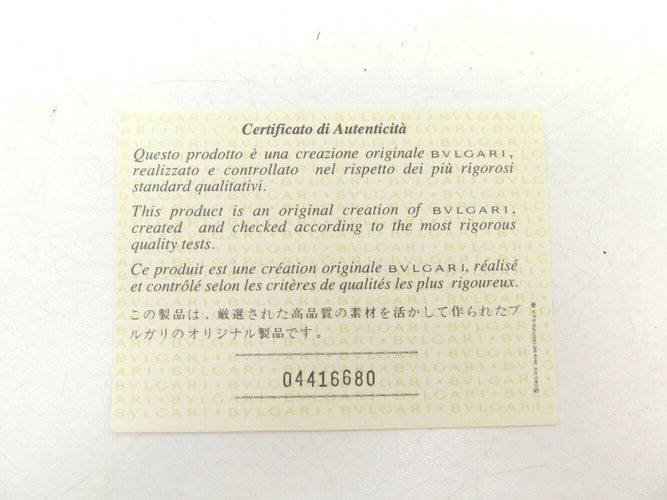 Certificato di Autenticità
Questo prodotto è una creazione originale BVLGARI,
realizzato e controllato nel rispetto dei più rigorosi
standard qualitativi.
This product is an original creation of BVLGARI,
created and checked according to the most rigorous
quality tests.
Ce produit est une création originale BVLGARI, réalisé
et contrôlé selon les critères de qualités les plus rigoureux.
この製品は、厳選された高品質の素材を活かして作られたブ
ルガリのオリジナル製品です。
04416680